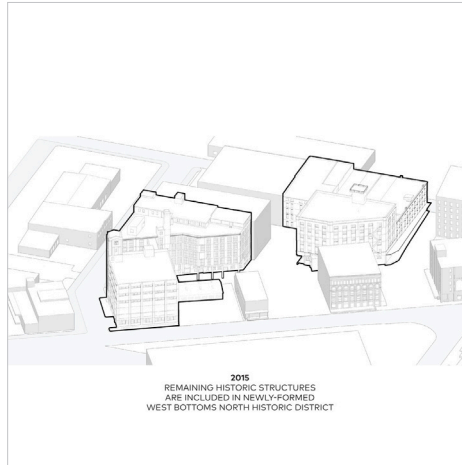 2015
REMAINING HISTORIC STRUCTURES
ARE INCLUDED IN NEWLY-FORMED
WEST BOTTOMS NORTH HISTORIC DISTRICT